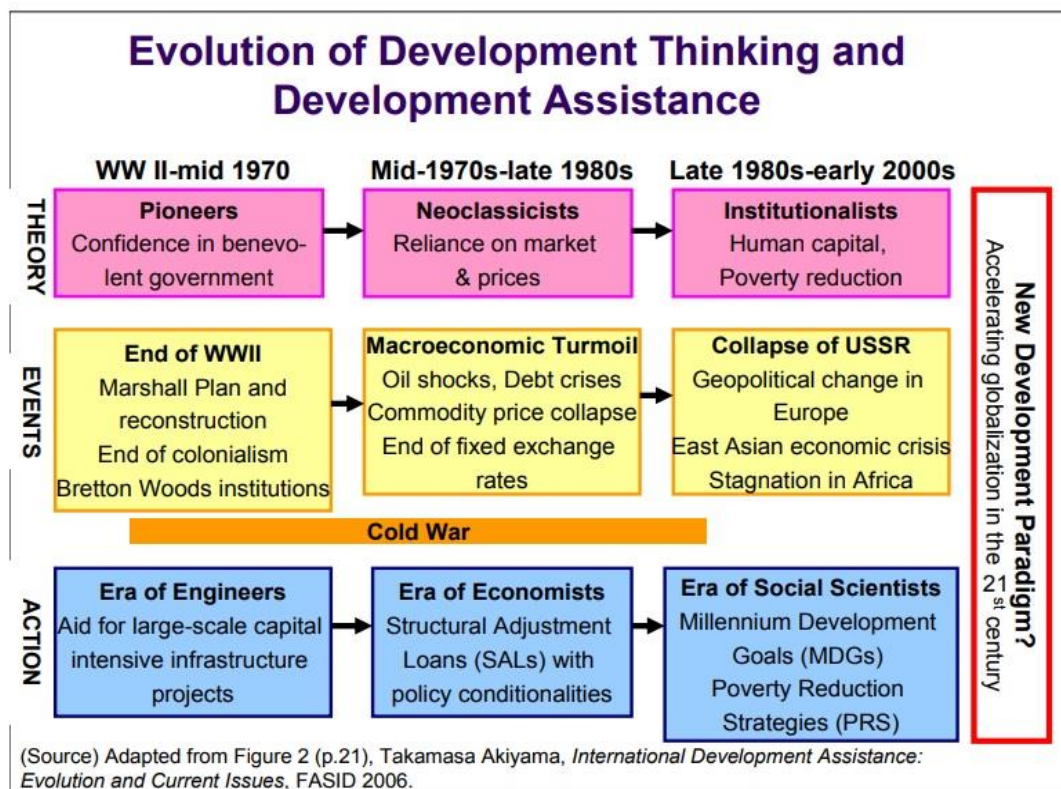 Evolution of Development Thinking and
Development Assistance
WW II-mid 1970
Mid-1970s-late 1980s
Late 1980s-early 2000s
THEORY
Pioneers
Confidence in benevo-
lent government
Neoclassicists
Reliance on market
& prices
Institutionalists
Human capital,
Poverty reduction
EVENTS
End of WWII
Marshall Plan and
reconstruction
End of colonialism
Bretton Woods institutions
Macroeconomic Turmoil
Oil shocks, Debt crises
Commodity price collapse
End of fixed exchange
rates
Collapse of USSR
Geopolitical change in
Europe
East Asian economic crisis
Stagnation in Africa
Cold War
ACTION
Era of Engineers
Aid for large-scale capital
intensive infrastructure
projects
Era of Economists
Structural Adjustment
Loans (SALs) with
policy conditionalities
Era of Social Scientists
Millennium Development
Goals (MDGs)
Poverty Reduction
Strategies (PRS)
New Development Paradigm?
Accelerating globalization in the 21st century
(Source) Adapted from Figure 2 (p.21), Takamasa Akiyama, International Development Assistance:
Evolution and Current Issues, FASID 2006.